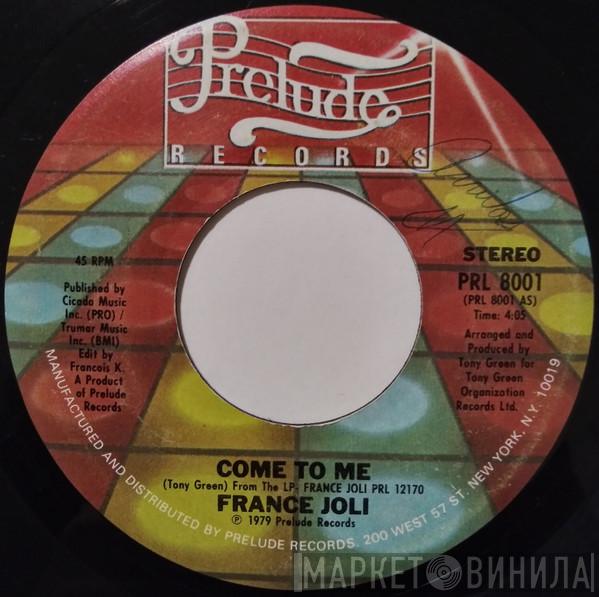 Prelude
RECORDS
45 RPM
Published by
Cicada Music
Inc. (PRO) /
Trumar Music
Inc. (BMI)
Edit by
Francois K.
A Product
of Prelude
Records
STEREO
PRL 8001
(PRL 8001 AS)
Time: 4:05
Arranged and
Produced by
Tony Green for
Tony Green
Organization
Records Ltd.
COME TO ME
(Tony Green) From The LP- FRANCE JOLI PRL 12170
FRANCE JOLI
℗ 1979 Prelude Records
MANUFACTURED AND DISTRIBUTED BY PRELUDE RECORDS. 200 WEST 57 ST. NEW YORK, N.Y. 10019
МАРКЕТ ВИНИЛА